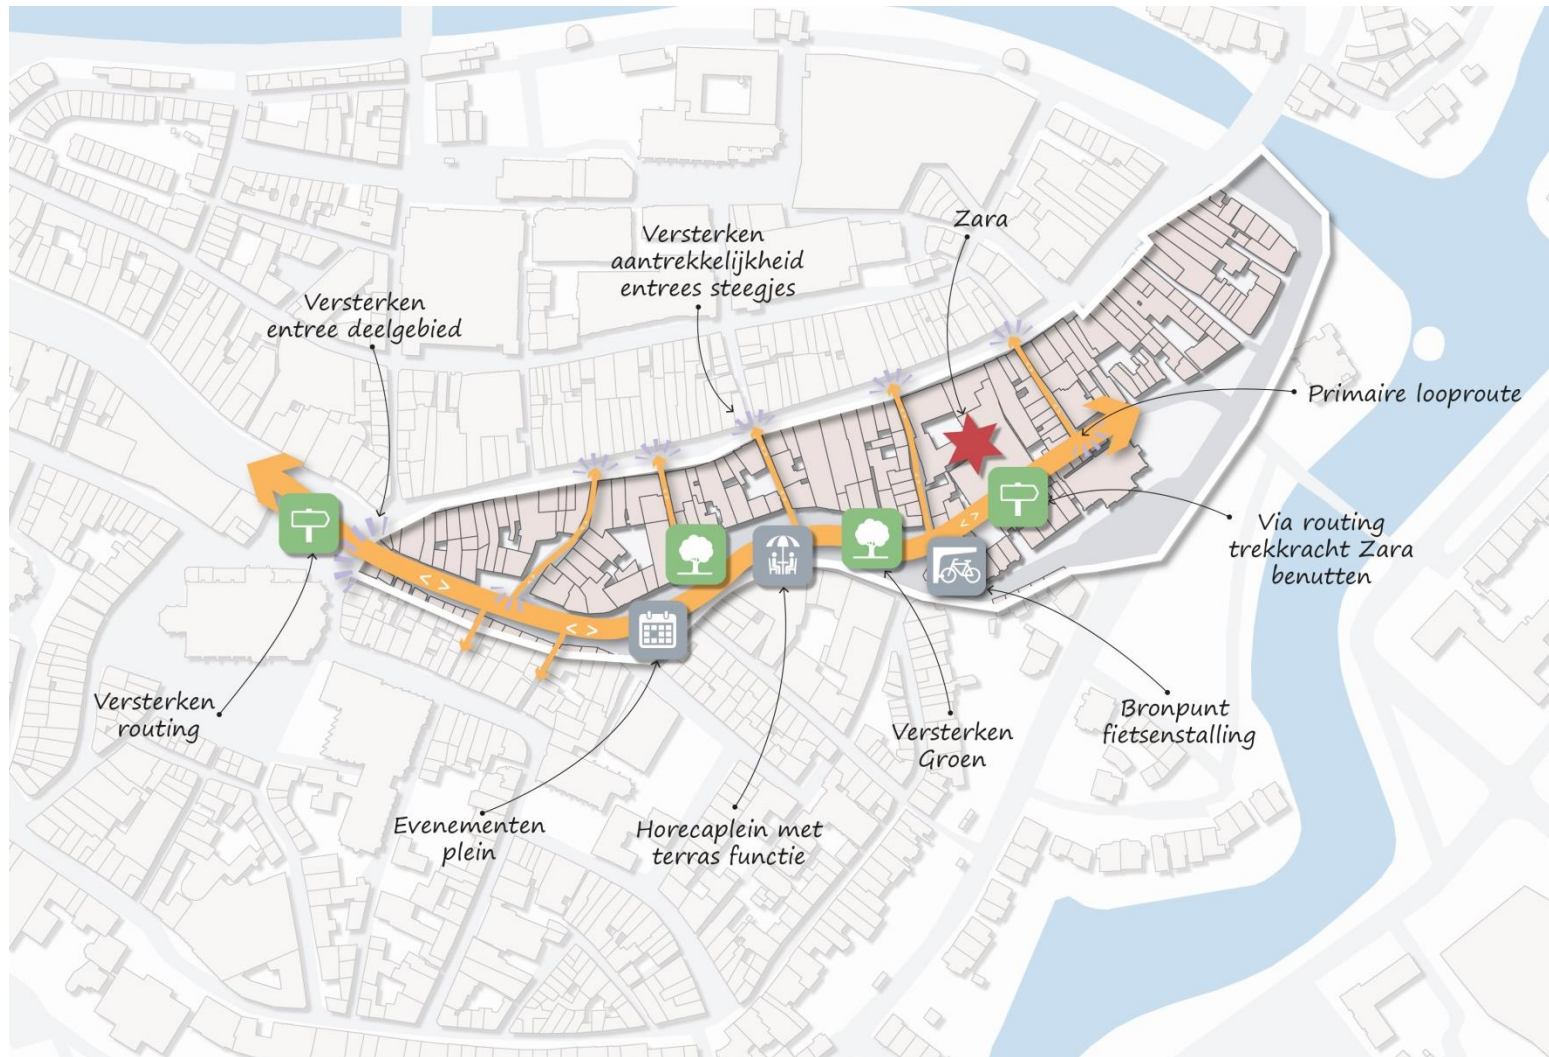 Zara
Versterken
aantrekkelijkheid
entrees steegjes
Versterken
entree deelgebied
Primaire looproute
Via routing
trekkracht Zara
benutten
Versterken
routing
Bronpunt
fietsenstalling
Versterken
Groen
Evenementen
plein
Horecaplein met
terras functie